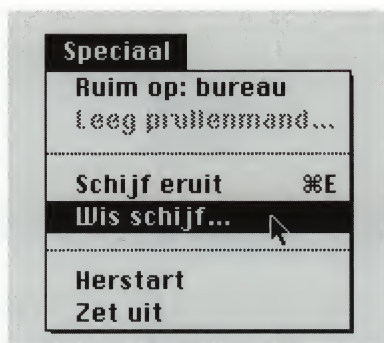 Speciaal
Ruim op: bureau
Leeg prullenmand...
Schijf eruit ⌘E
Wis schijf...
Herstart
Zet uit